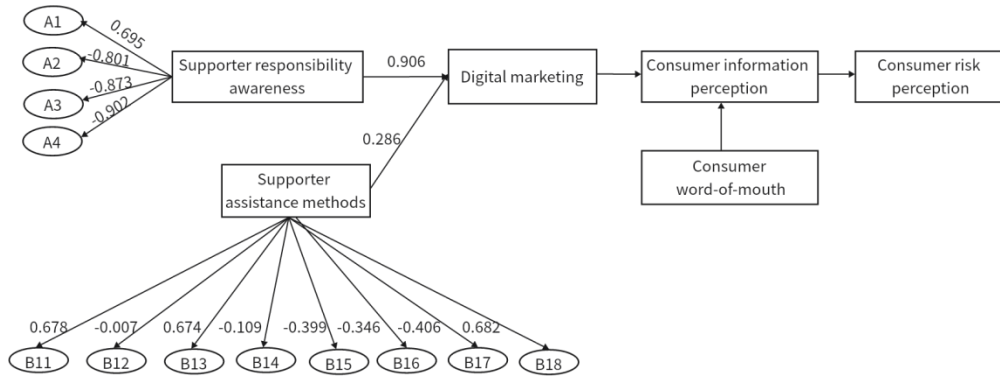 A1
0.695
A2
-0.801
A3
-0.873
A4
-0.902
Supporter responsibility
awareness
0.906
Digital marketing
Consumer information
perception
Consumer risk
perception
0.286
Supporter
assistance methods
Consumer
word-of-mouth
0.678 -0.007 0.674 -0.109 -0.399 -0.346 -0.406 0.682
B11 B12 B13 B14 B15 B16 B17 B18